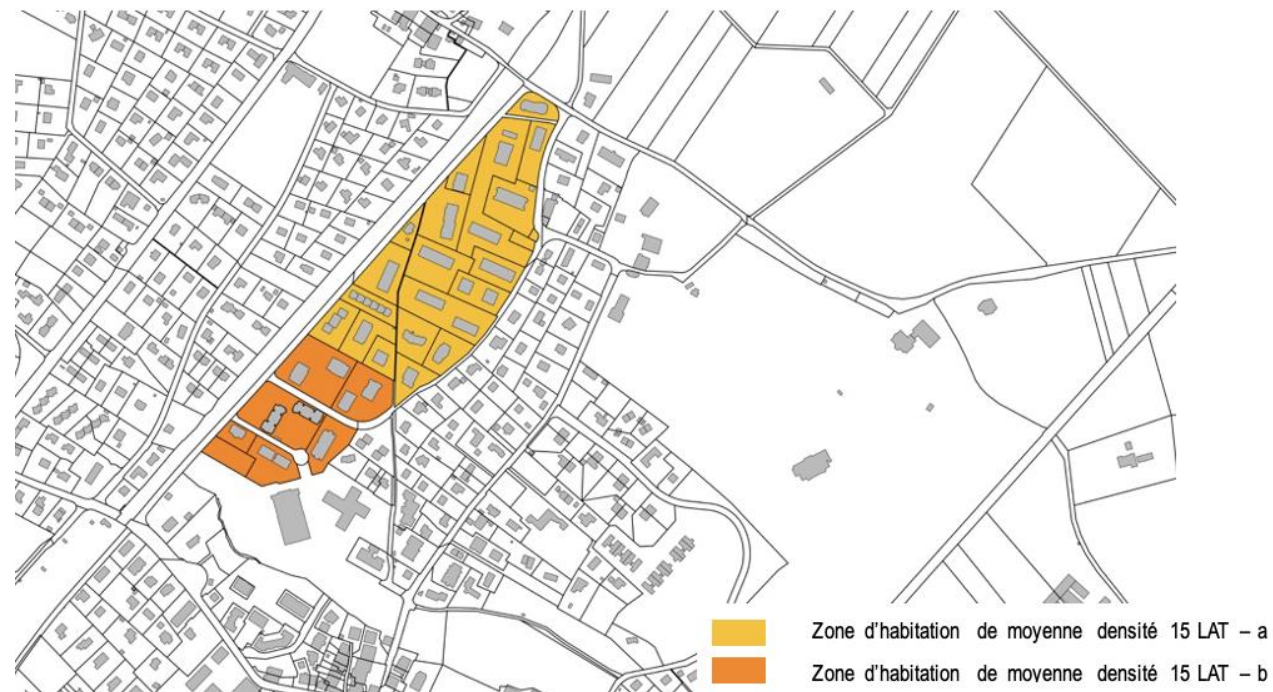 Zone d'habitation de moyenne densité 15 LAT – a
Zone d'habitation de moyenne densité 15 LAT – b